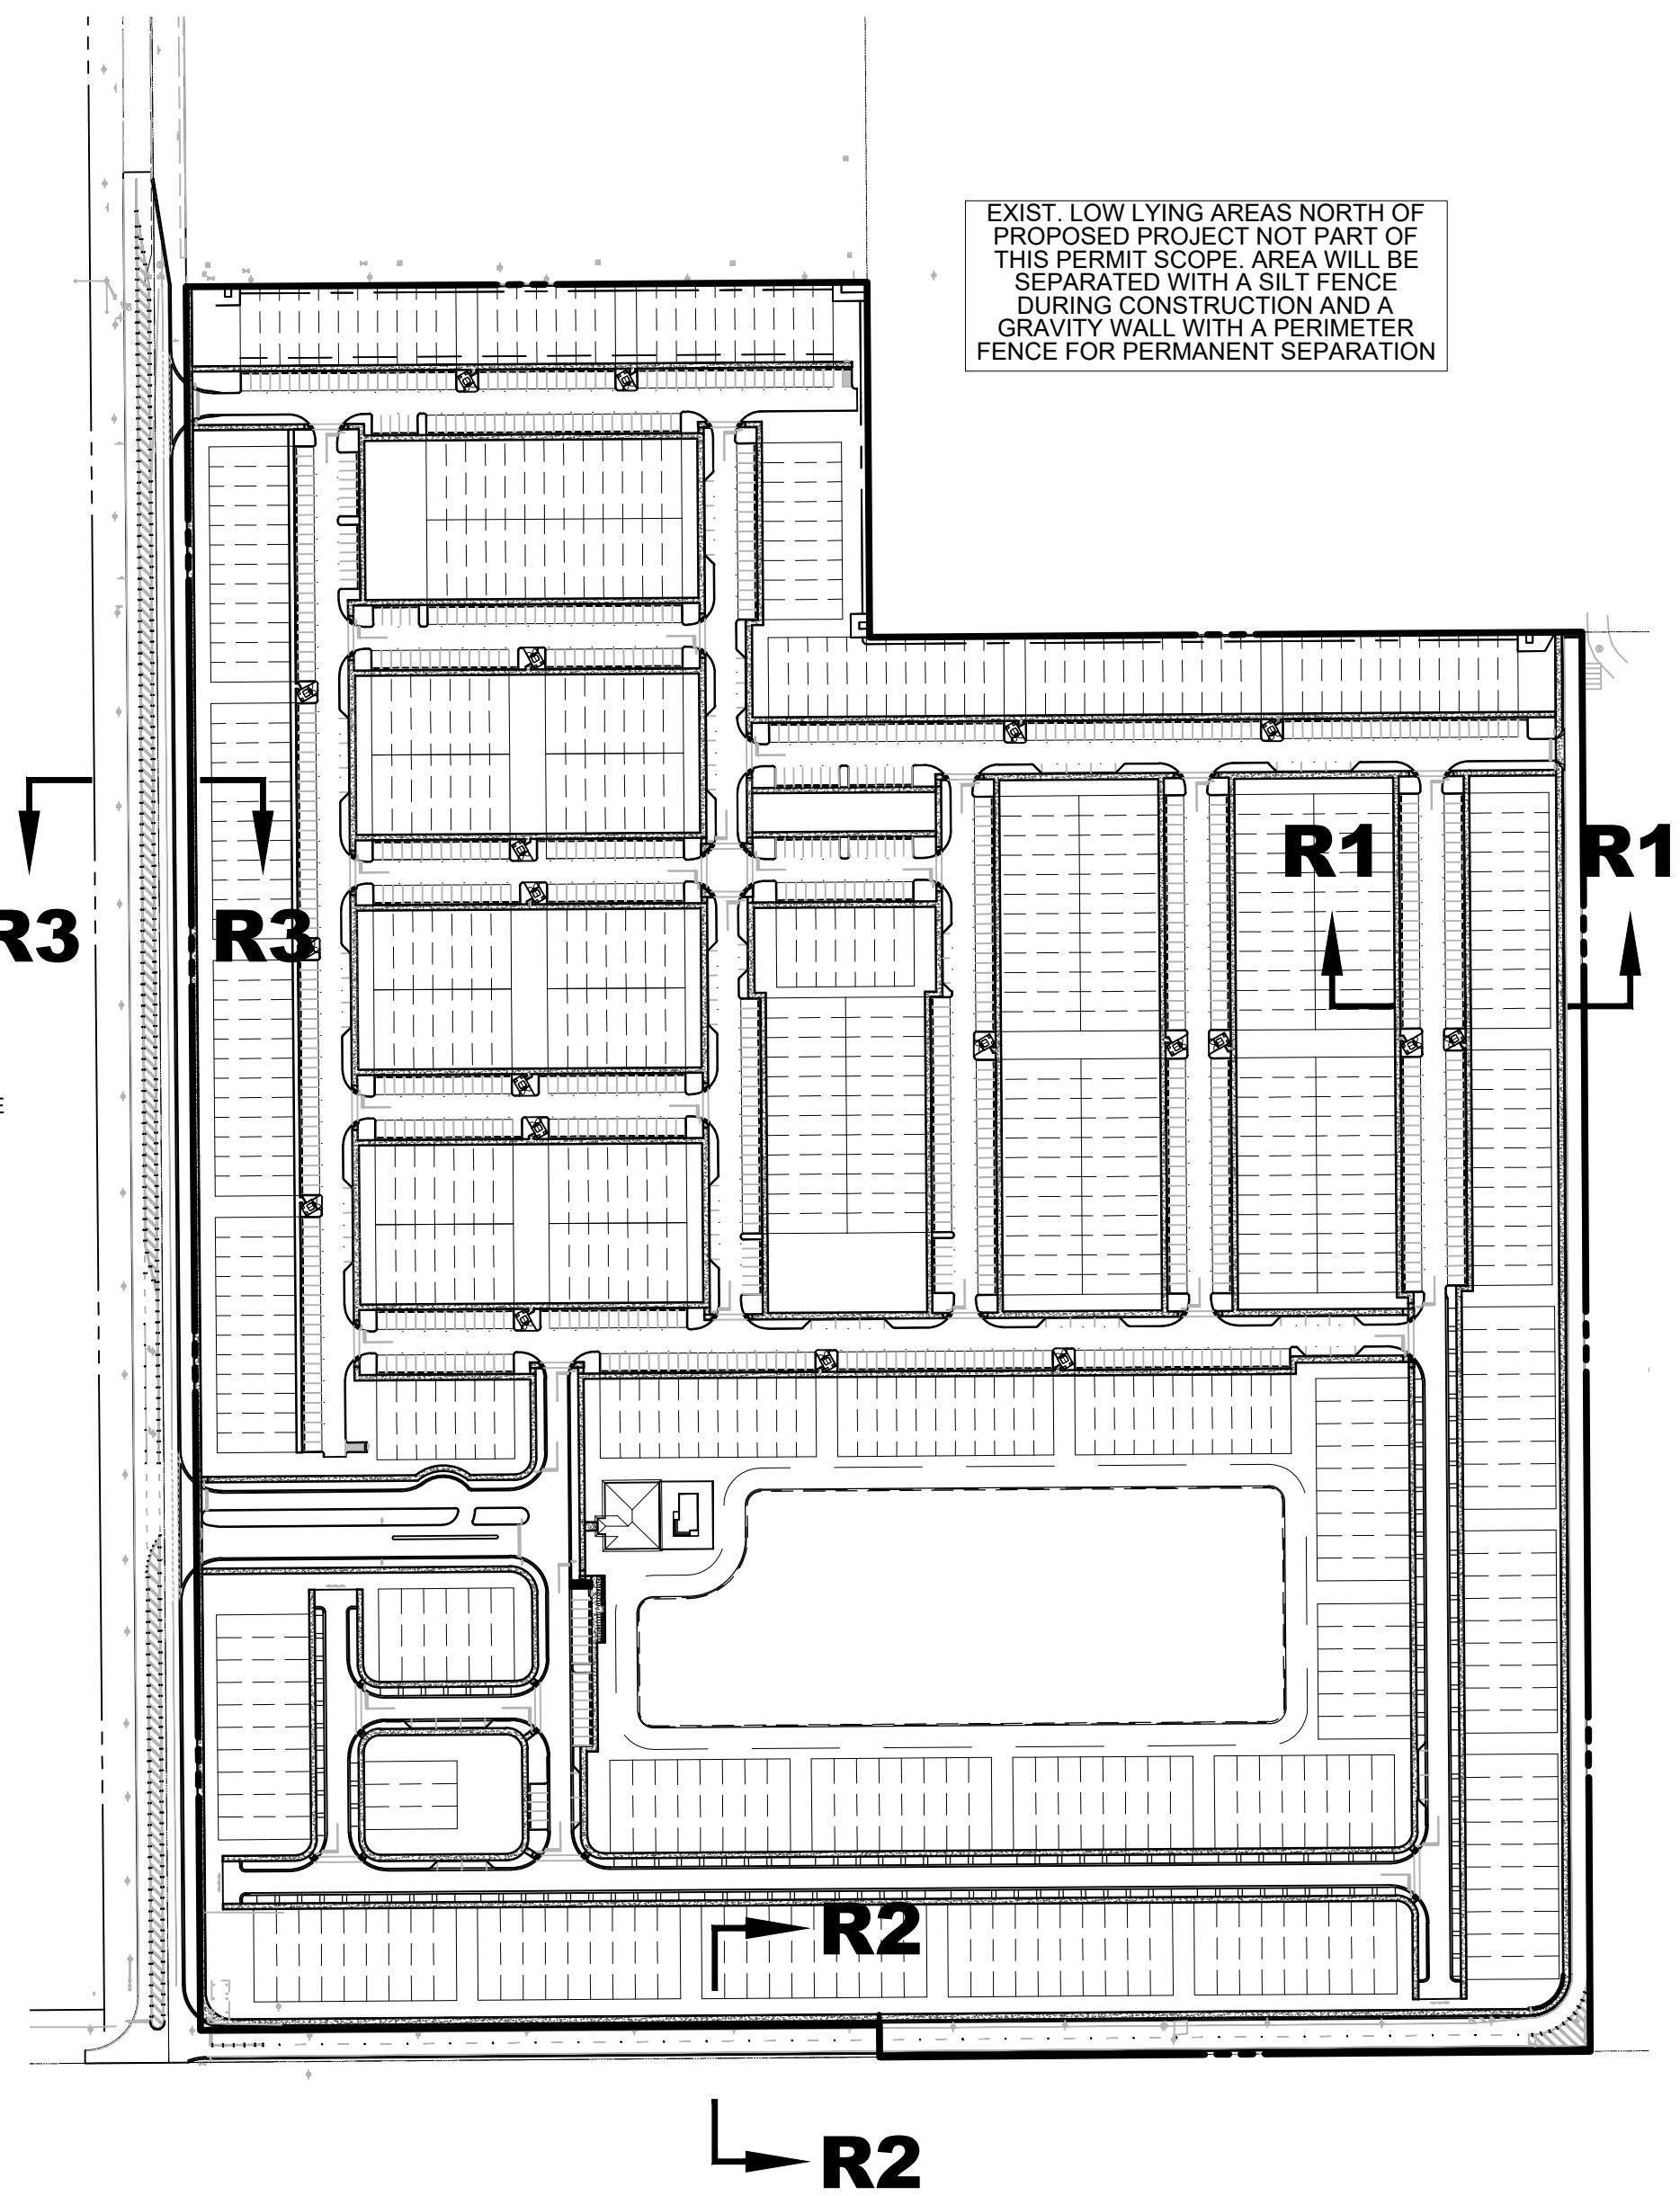 EXIST. LOW LYING AREAS NORTH OF
PROPOSED PROJECT NOT PART OF
THIS PERMIT SCOPE. AREA WILL BE
SEPARATED WITH A SILT FENCE
DURING CONSTRUCTION AND A
GRAVITY WALL WITH A PERIMETER
FENCE FOR PERMANENT SEPARATION
R1 R1
R3 R3
E
R2
R2